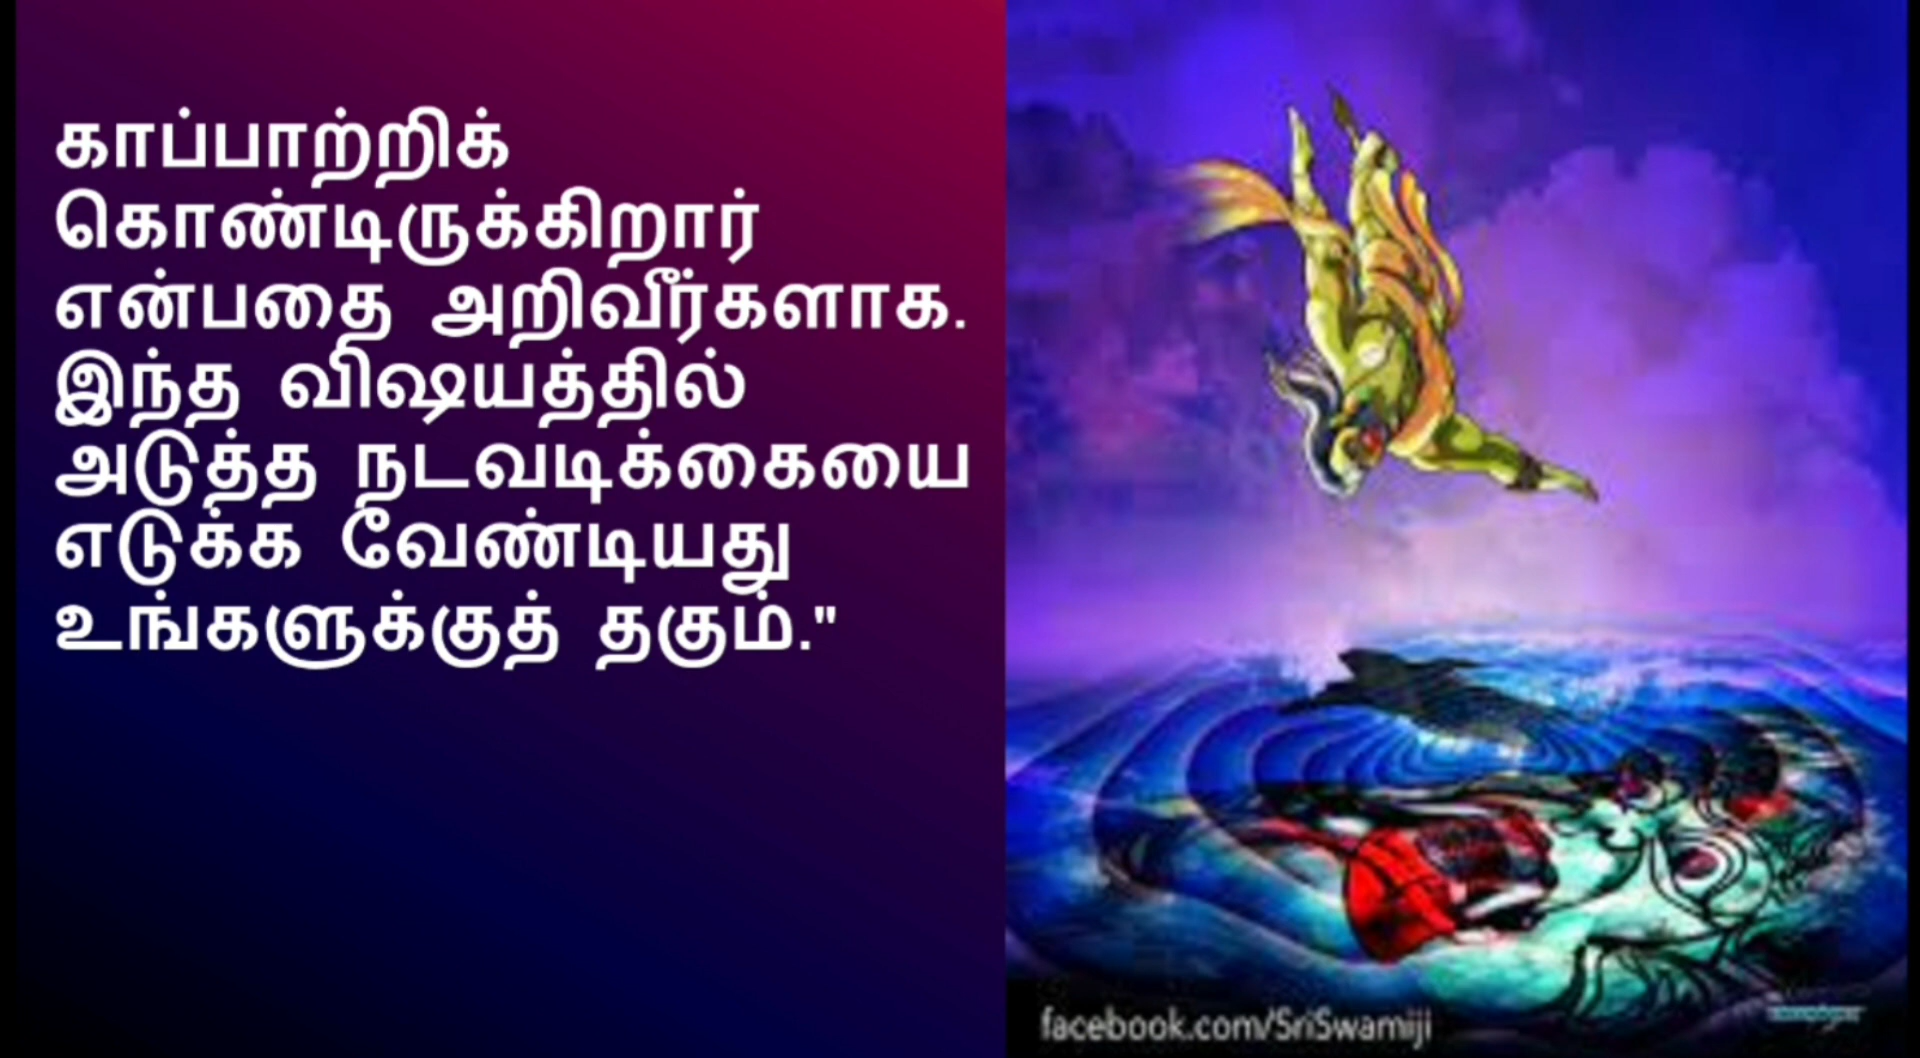 காப்பாற்றிக்
கொண்டிருக்கிறார்
என்பதை அறிவீர்களாக.
இந்த விஷயத்தில்
அடுத்த நடவடிக்கையை
எடுக்க வேண்டியது
உங்களுக்குத் தகும்."
facebook.com/SriSwamiji